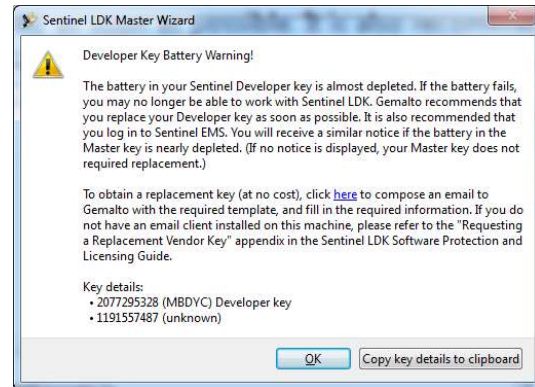 Sentinel LDK Master Wizard
Developer Key Battery Warning!
The battery in your Sentinel Developer key is almost depleted. If the battery fails,
you may no longer be able to work with Sentinel LDK. Gemalto recommends that
you replace your Developer key as soon as possible. It is also recommended that
you log in to Sentinel EMS. You will receive a similar notice if the battery in the
Master key is nearly depleted. (If no notice is displayed, your Master key does not
required replacement.)
To obtain a replacement key (at no cost), click here to compose an email to
Gemalto with the required template, and fill in the required information. If you do
not have an email client installed on this machine, please refer to the "Requesting
a Replacement Vendor Key" appendix in the Sentinel LDK Software Protection and
Licensing Guide.
Key details:
• 2077295328 (MBDYC) Developer key
• 1191557487 (unknown)
OK
Copy key details to clipboard